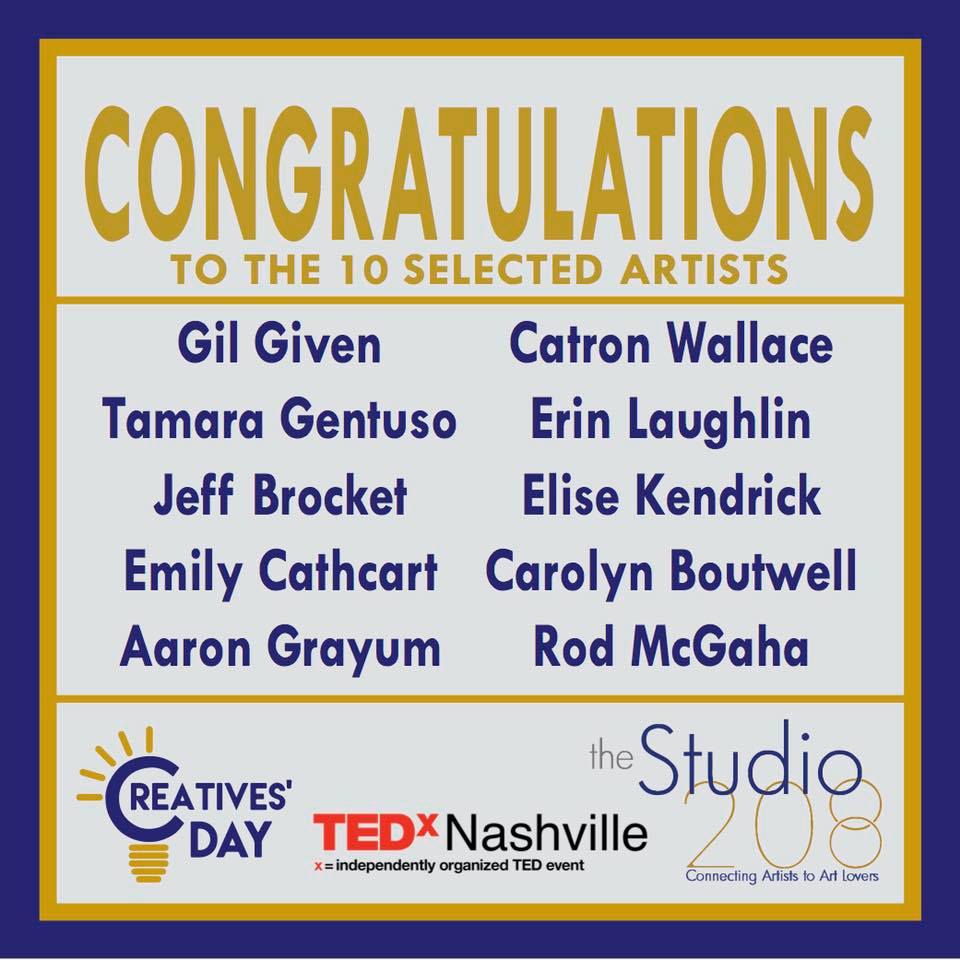 CONGRATULATIONS
TO THE 10 SELECTED ARTISTS
Gil Given
Tamara Gentuso
Jeff Brocket
Emily Cathcart
Aaron Grayum
Catron Wallace
Erin Laughlin
Elise Kendrick
Carolyn Boutwell
Rod McGaha
CREATIVES'
DAY
TEDx Nashville
x = independently organized TED event
the Studio
208
Connecting Artists to Art Lovers